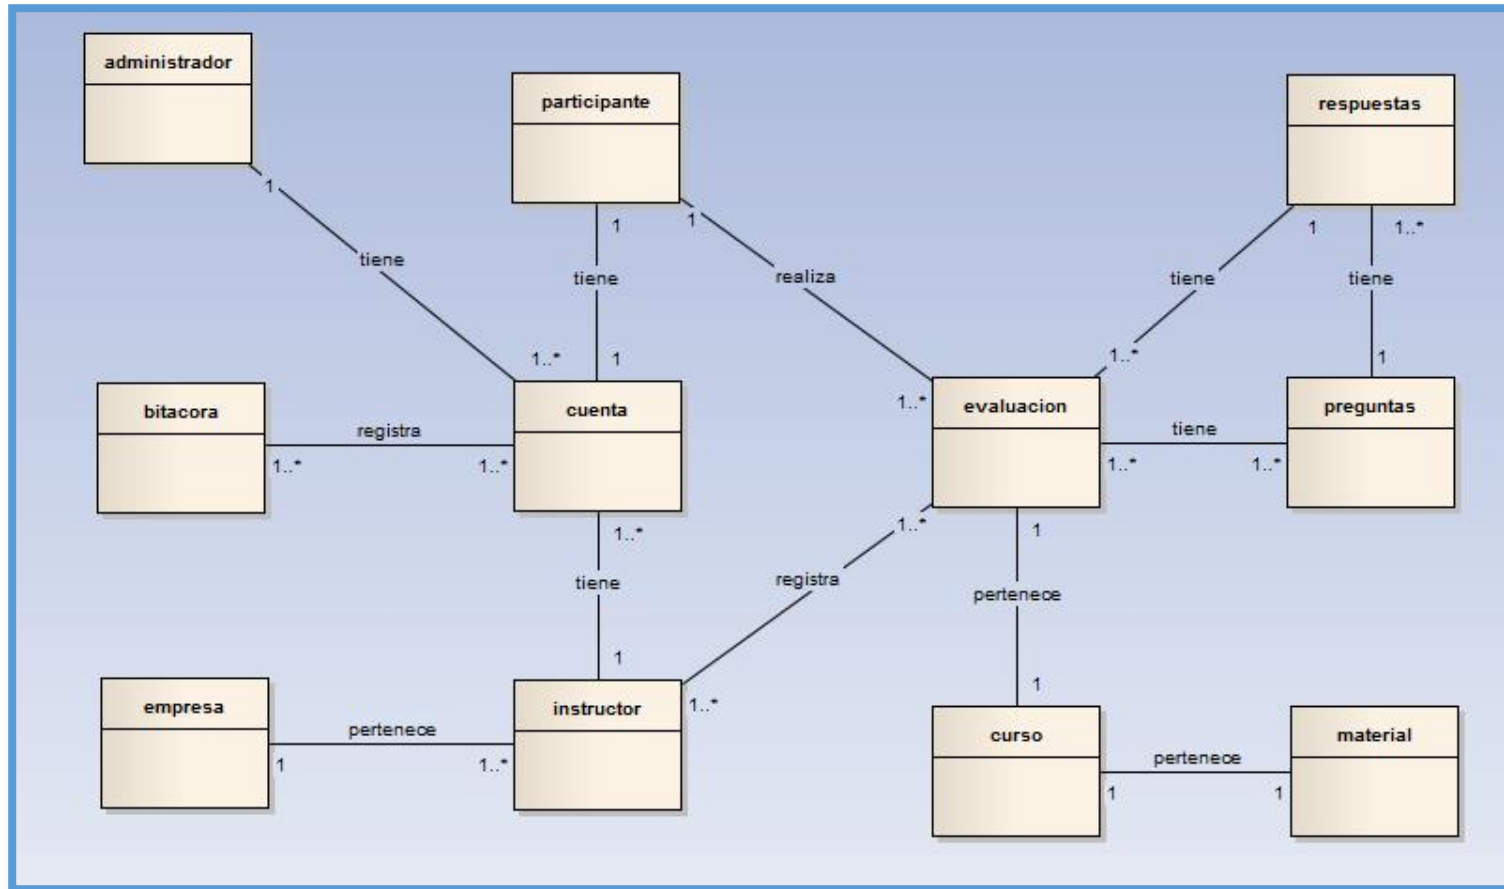 administrador
participante
respuestas
1
1
1
1
1..*
tiene
tiene
realiza
tiene
tiene
1..*
1
1..*
1
1..*
bitacora
cuenta
evaluacion
preguntas
registra
tiene
1..*
1..*
1..*
1..*
1..*
1..*
1
tiene
registra
pertenece
1
1
empresa
instructor
1..*
curso
material
pertenece
pertenece
1
1..*
1
1